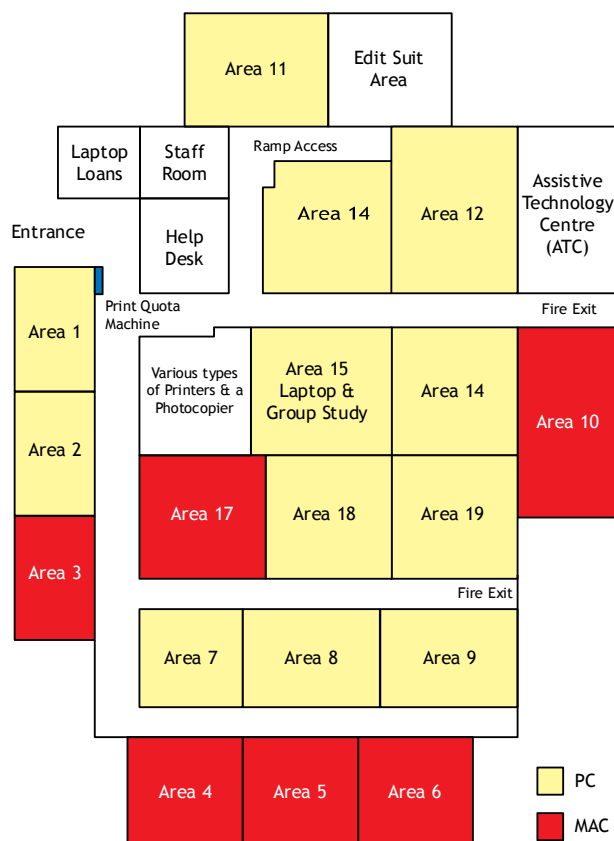 Area 11
Edit Suit
Area
Laptop
Loans
Staff
Room
Ramp Access
Area 14
Area 12
Assistive
Technology
Centre
(ATC)
Entrance
Help
Desk
Print Quota
Machine
Fire Exit
Area 1
Various types
of Printers & a
Photocopier
Area 15
Laptop &
Group Study
Area 14
Area 10
Area 2
Area 17
Area 18
Area 19
Area 3
Fire Exit
Area 7
Area 8
Area 9
Area 4
Area 5
Area 6
PC
MAC